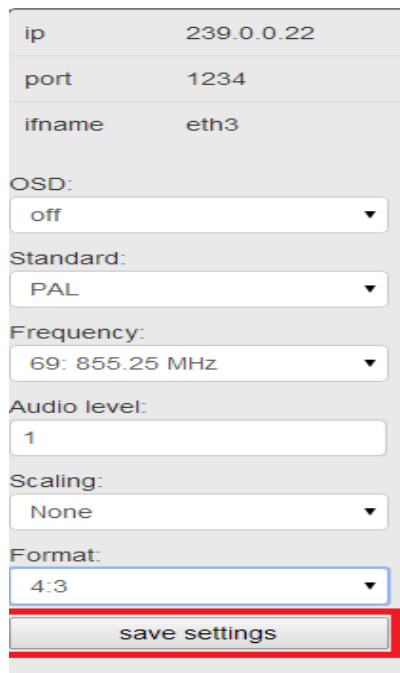 ip 239.0.0.22
port 1234
ifname eth3
OSD:
off
Standard:
PAL
Frequency:
69: 855.25 MHz
Audio level:
1
Scaling:
None
Format:
4:3
save settings